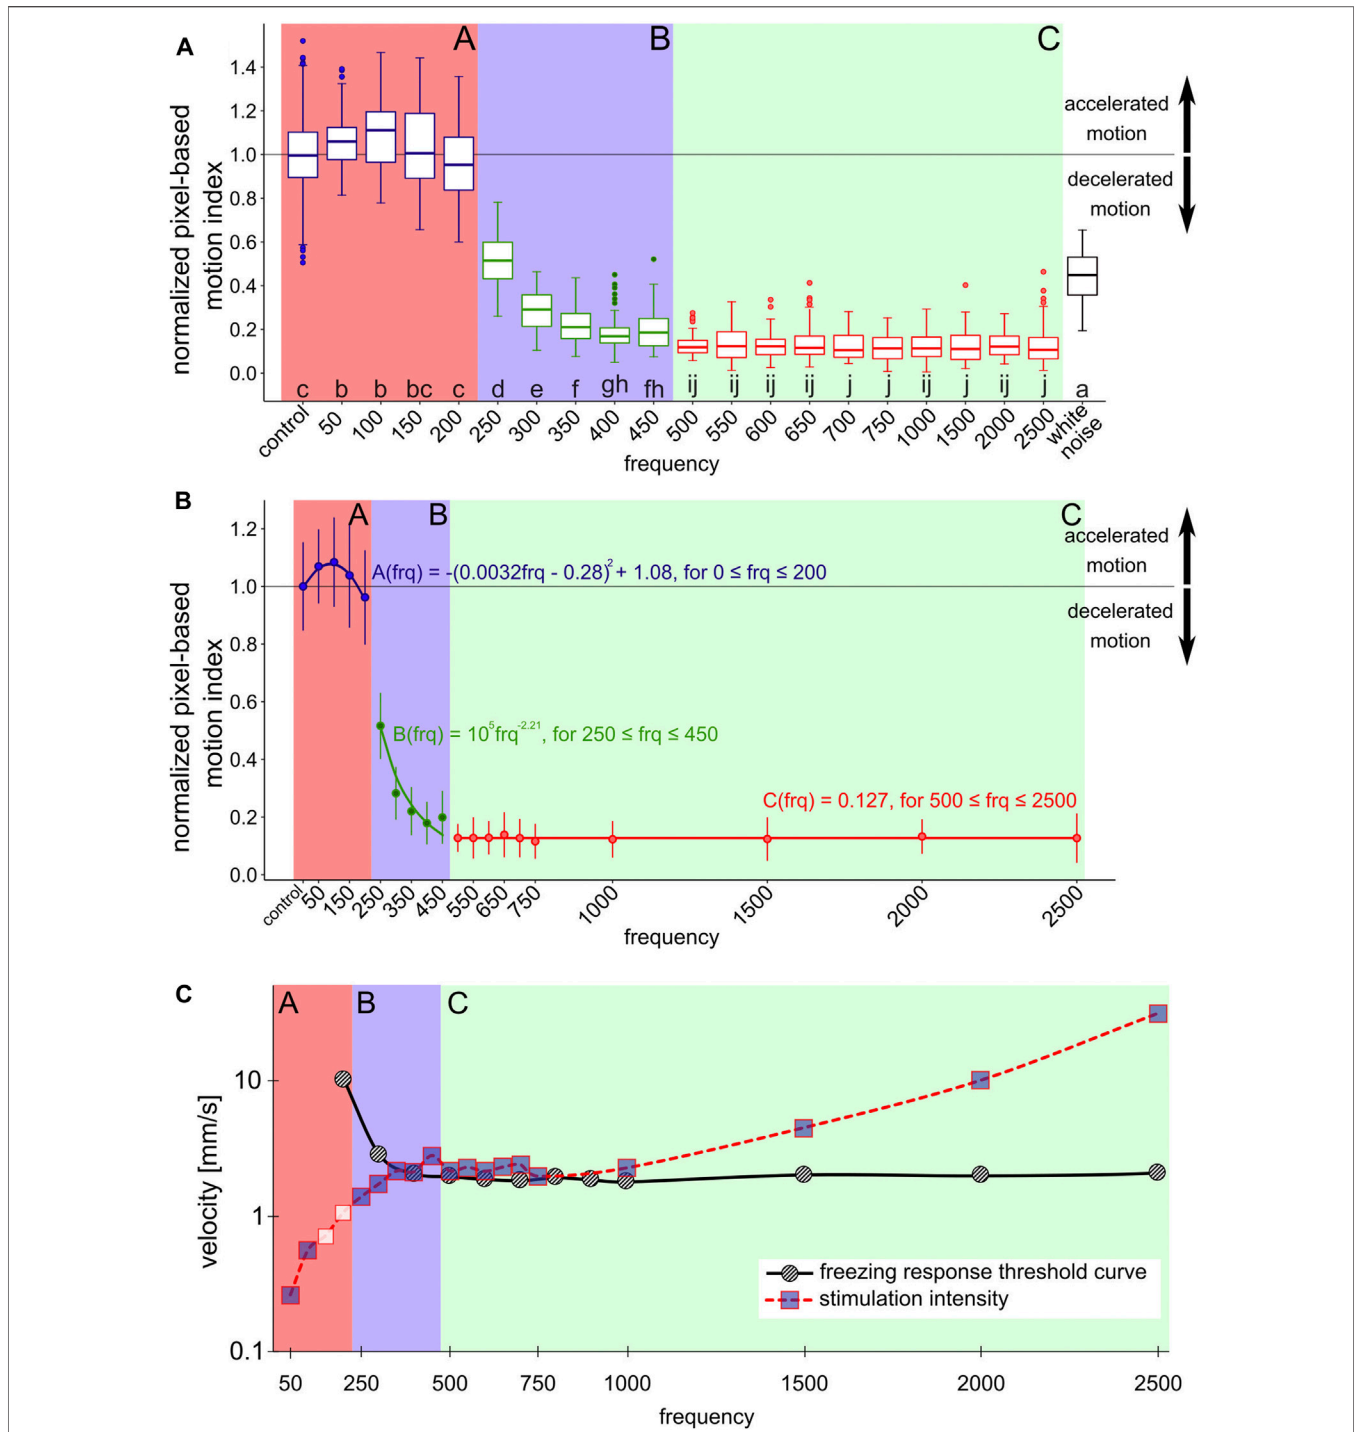 A
normalized pixel-based
motion index
1.4
1.2
1.0
0.8
0.6
0.4
0.2
0.0
A
B
C
accelerated
motion
decelerated
motion
c b b bc c d e f gh fh ij ij ij ij j j ij j ij j a
control 50 100 150 200 250 300 350 400 450 500 550 600 650 700 750 1000 1500 2000 2500 white noise
frequency
B
normalized pixel-based
motion index
1.2
1.0
0.8
0.6
0.4
0.2
0.0
A
B
C
accelerated
motion
decelerated
motion
A(frq) = -(0.0032frq - 0.28)² + 1.08, for 0 ≤ frq ≤ 200
B(frq) = 10⁵frq⁻²·²¹, for 250 ≤ frq ≤ 450
C(frq) = 0.127, for 500 ≤ frq ≤ 2500
control 50 150 250 350 450 550 650 750 1000 1500 2000 2500
frequency
C
velocity [mm/s]
10
1
0.1
A
B
C
freezing response threshold curve
stimulation intensity
50 250 500 750 1000 1500 2000 2500
frequency